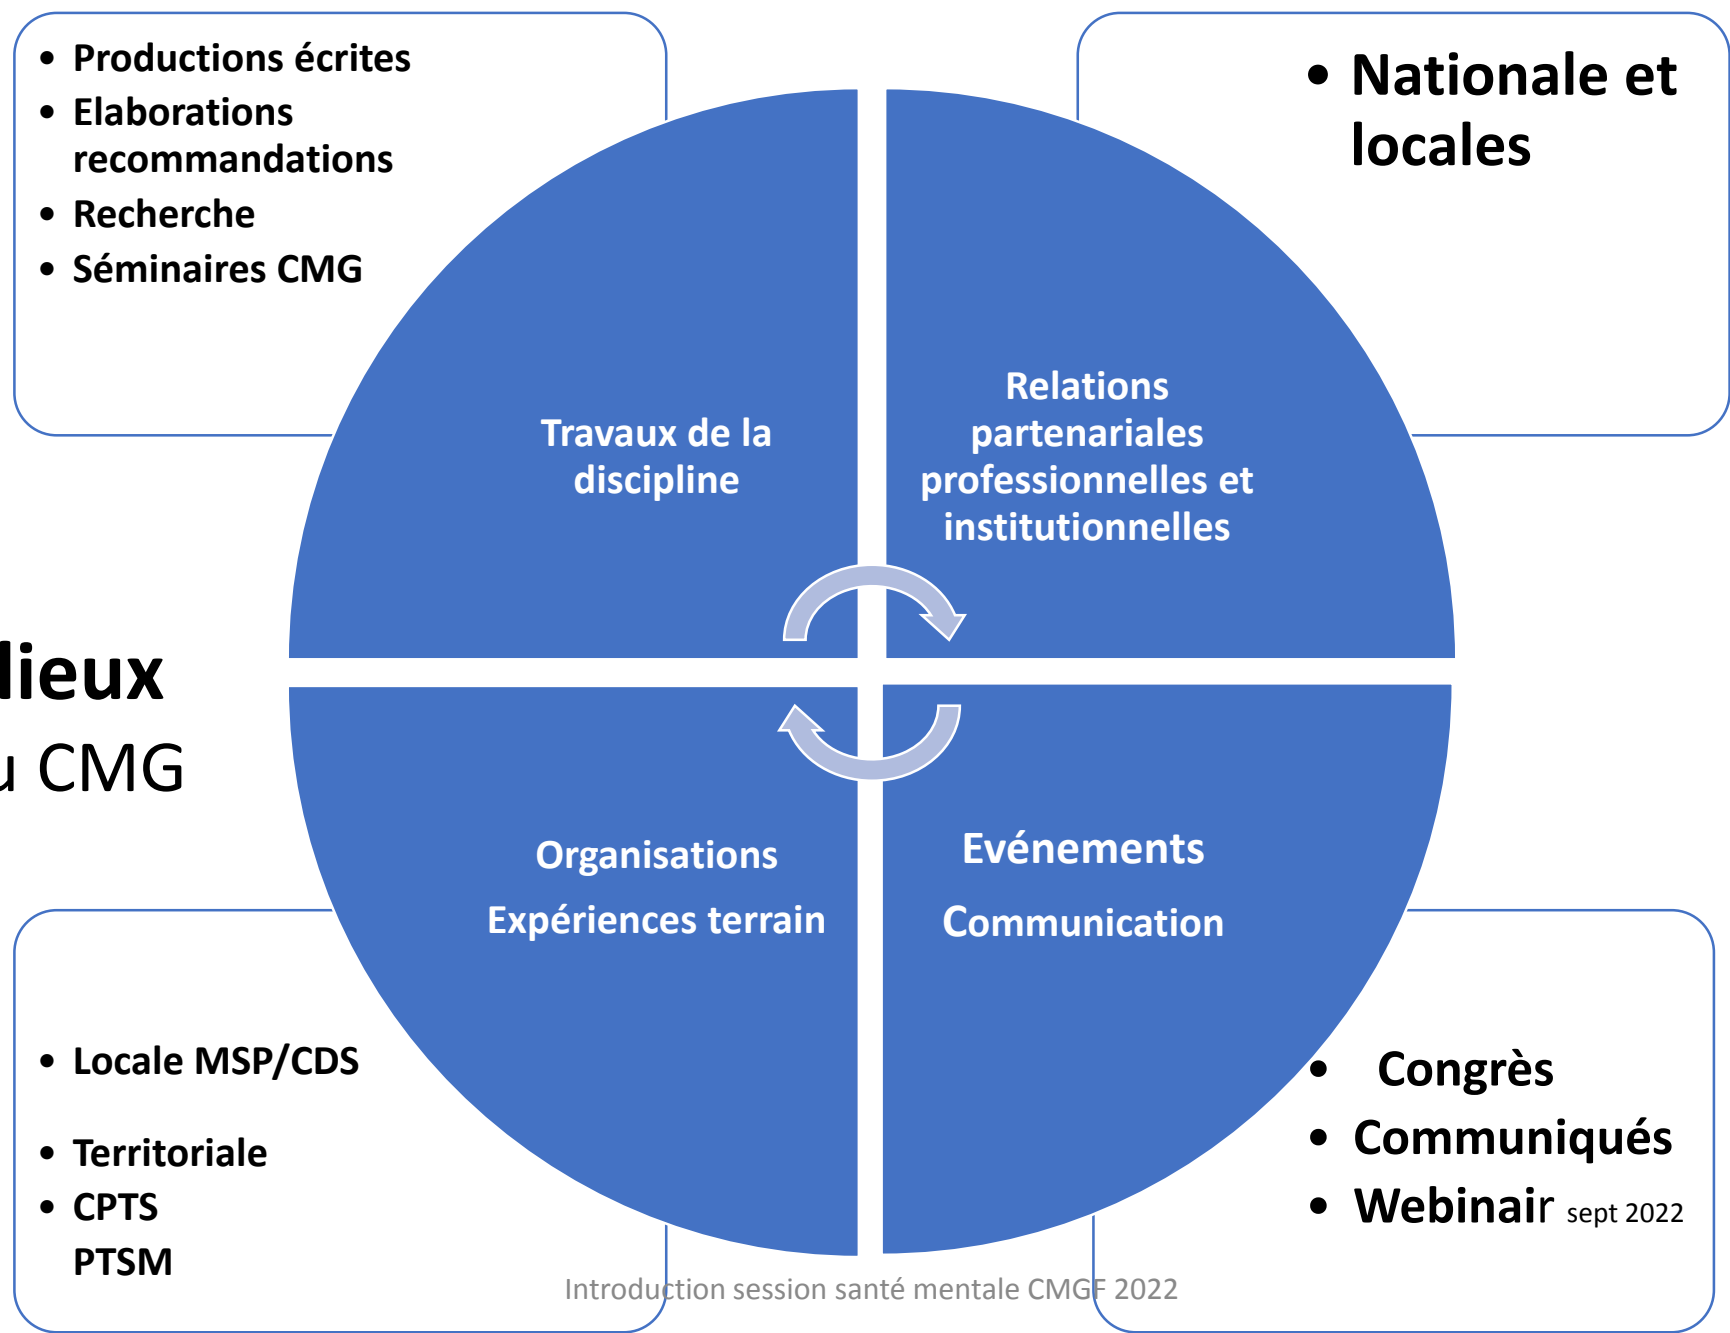 • Productions écrites
• Elaborations
recommandations
• Recherche
• Séminaires CMG
• Nationale et
locales
Travaux de la
discipline
Relations
partenariales
professionnelles et
institutionnelles
lieux
u CMG
Organisations
Expériences terrain
Evénements
Communication
• Locale MSP/CDS
• Territoriale
• CPTS
PTSM
• Congrès
• Communiqués
• Webinair sept 2022
Introduction session santé mentale CMGF 2022